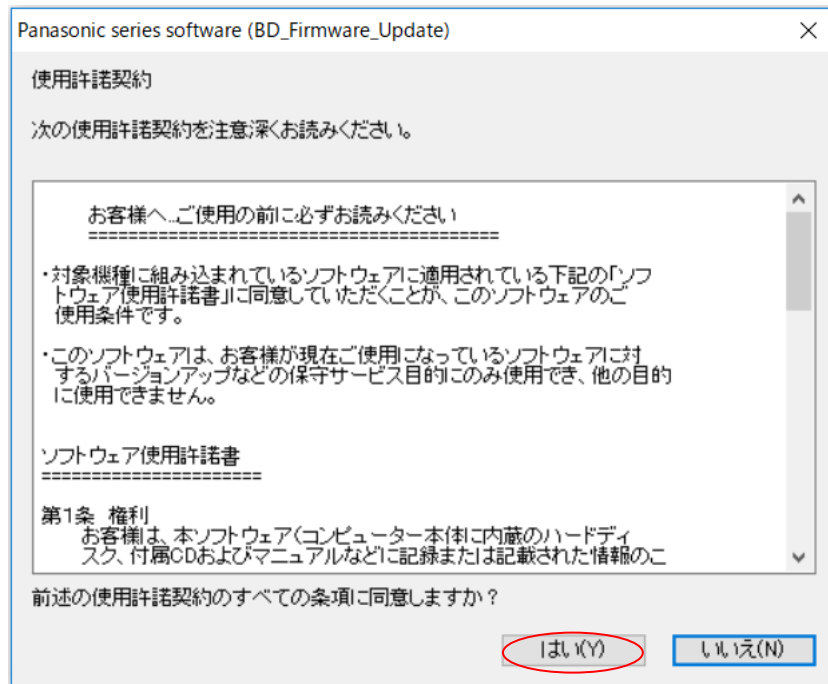 Panasonic series software (BD_Firmware_Update)
使用許諾契約
次の使用許諾契約を注意深くお読みください。
お客様へ...ご使用の前に必ずお読みください
=========================================
・対象機種に組み込まれているソフトウェアに適用されている下記の「ソフ
トウェア使用許諾書」に同意していただくことが、このソフトウェアのご
使用条件です。
・このソフトウェアは、お客様が現在ご使用になっているソフトウェアに対
するバージョンアップなどの保守サービス目的にのみ使用でき、他の目的
に使用できません。
ソフトウェア使用許諾書
======================
第1条 権利
お客様は、本ソフトウェア(コンピューター本体に内蔵のハードディ
スク、付属CDおよびマニュアルなどに記録または記載された情報のこ
前述の使用許諾契約のすべての条項に同意しますか?
はい(Y)
いいえ(N)